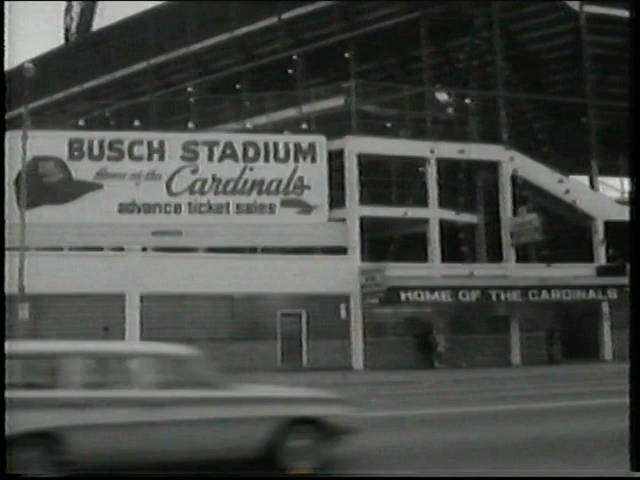 BUSCH STADIUM
Home of the Cardinals
advance ticket sales
HOME OF THE CARDINALS